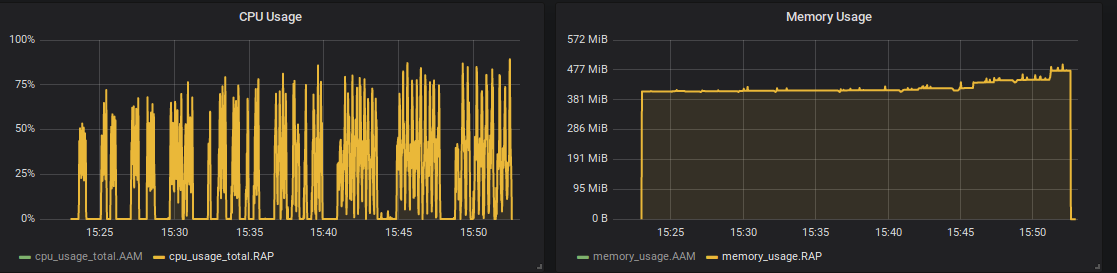 CPU Usage
100%
75%
50%
25%
0%
15:25 15:30 15:35 15:40 15:45 15:50
cpu_usage_total.AAM cpu_usage_total.RAP
Memory Usage
572 MiB
477 MiB
381 MiB
286 MiB
191 MiB
95 MiB
0 B
15:25 15:30 15:35 15:40 15:45 15:50
memory_usage.AAM memory_usage.RAP